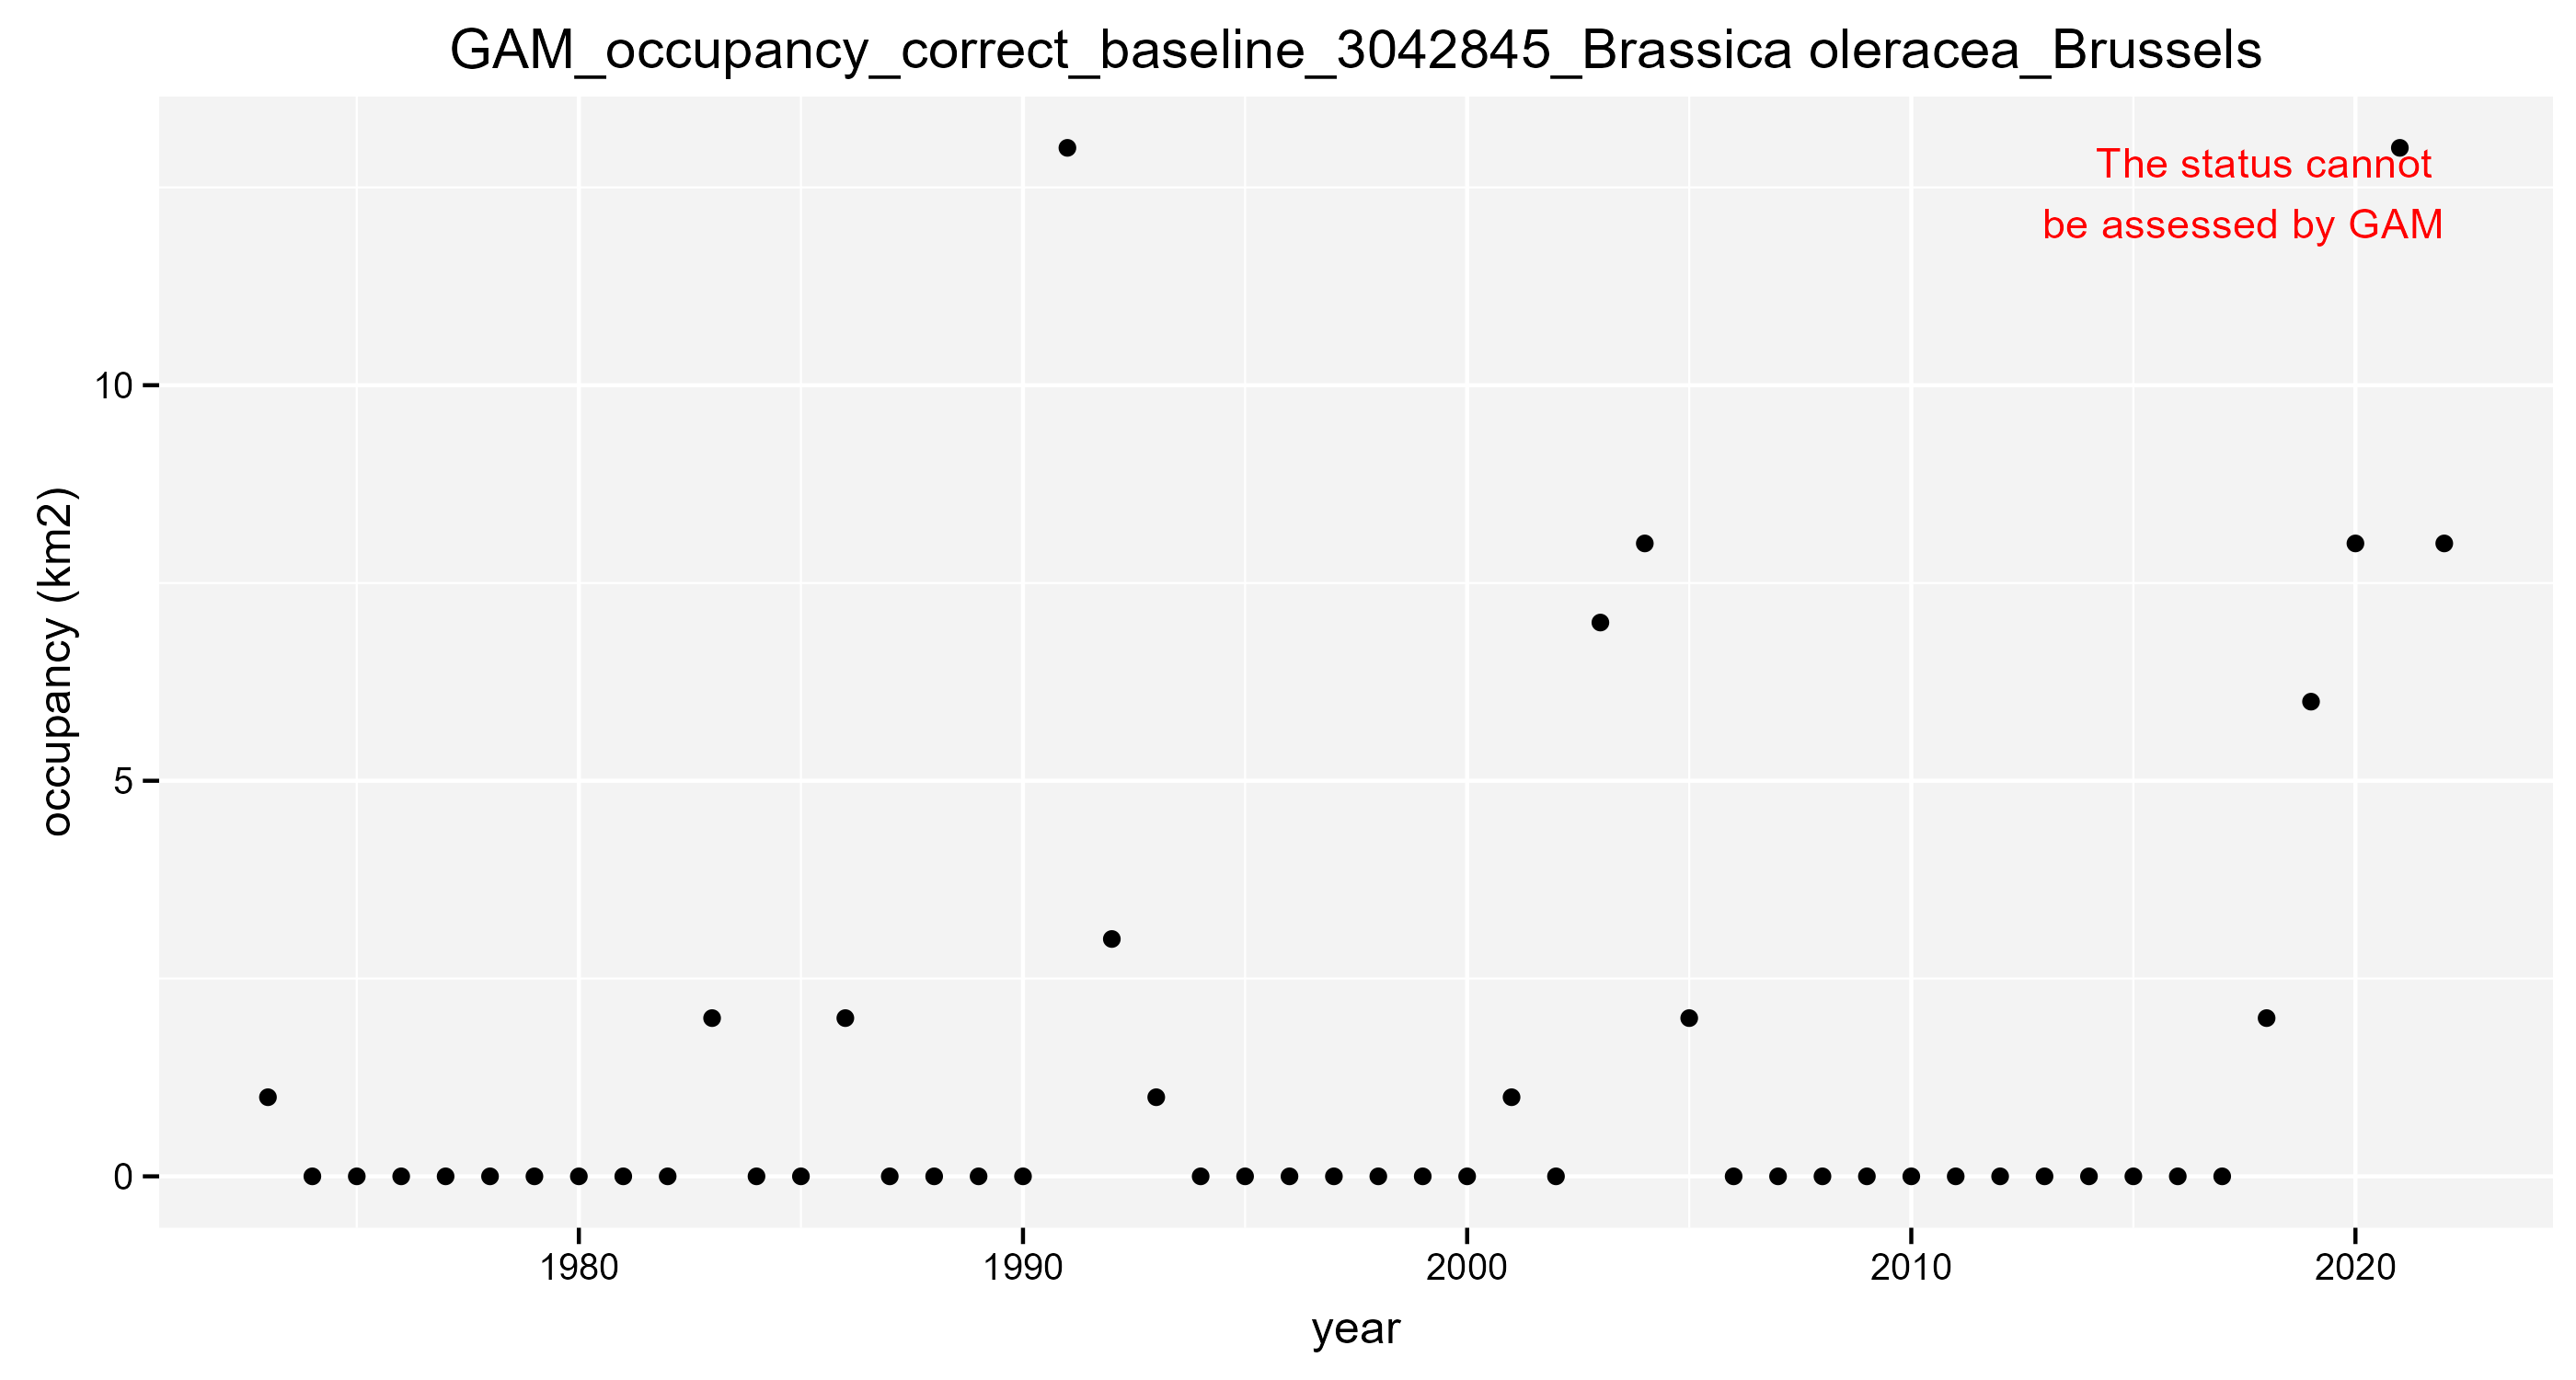 GAM_occupancy_correct_baseline_3042845_Brassica oleracea_Brussels
The status cannot
be assessed by GAM
occupancy (km2)
10
5
0
1980
1990
2000
2010
2020
year